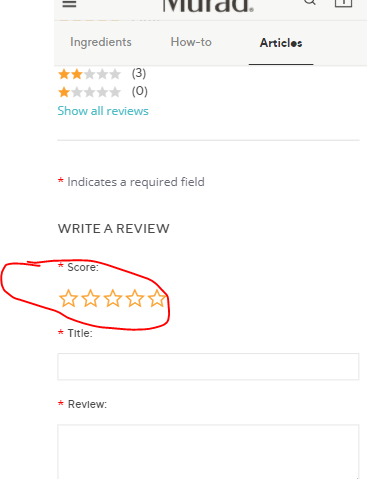 Murad.
Ingredients How-to Articles
(3)
(0)
Show all reviews
* Indicates a required field
WRITE A REVIEW
* Score:
* Title:
* Review: